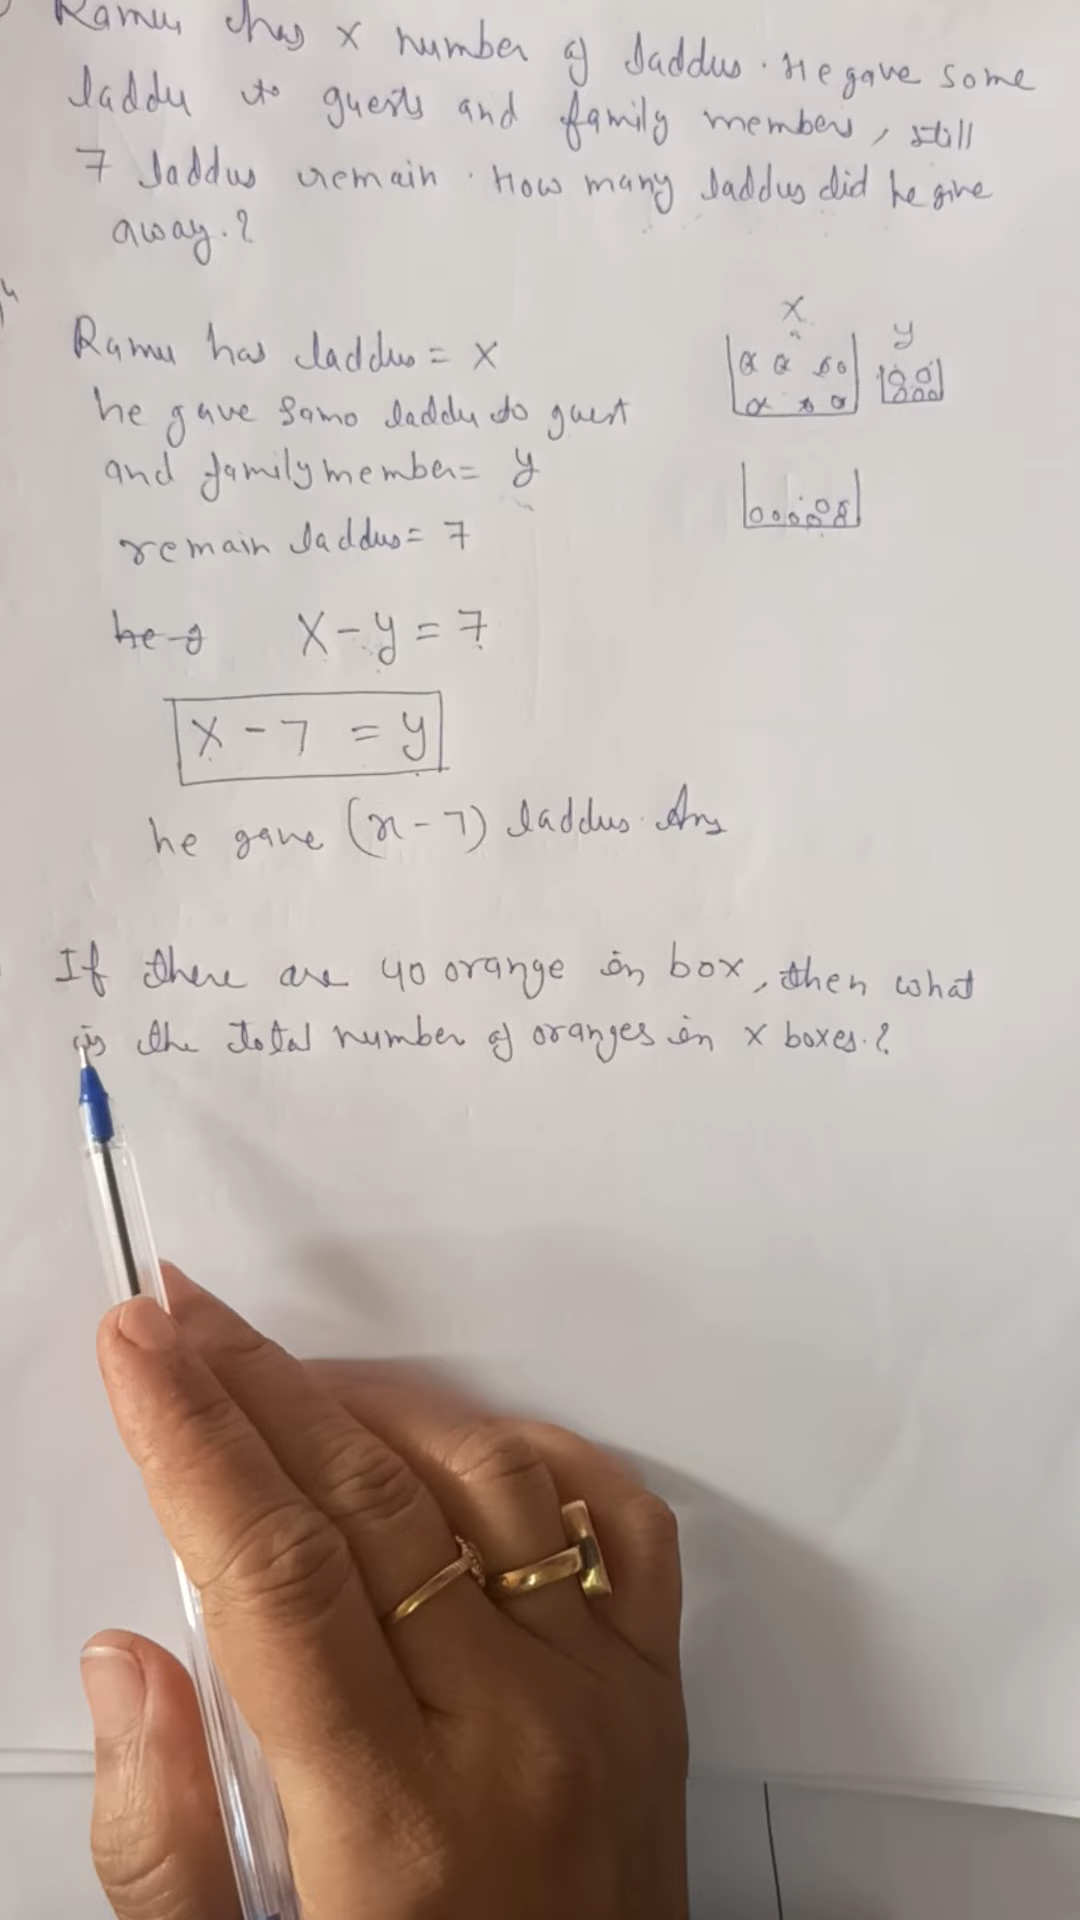 Ramu has x number of laddus. He gave some
laddu to guests and family members, still
7 laddus remain. How many laddus did he give
away.?
x
y
Ramu has laddus = x
he gave some laddu to guest
and family member = y
remain laddus = 7
he g x - y = 7
x - 7 = y
he gave (x - 7) laddus. Ans
If there are 40 orange in box, then what
is the total number of oranges in x boxes.?